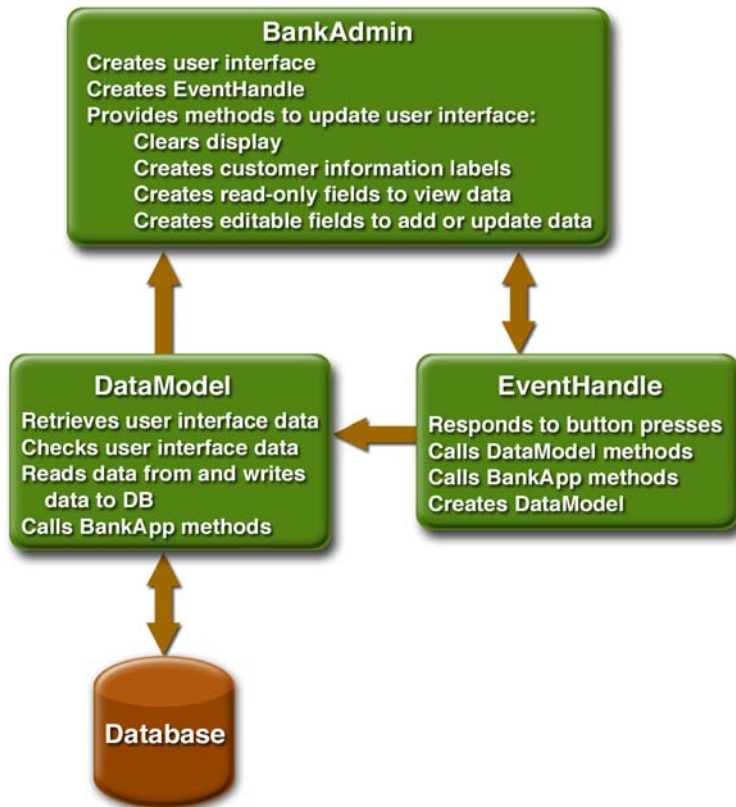 BankAdmin
Creates user interface
Creates EventHandle
Provides methods to update user interface:
Clears display
Creates customer information labels
Creates read-only fields to view data
Creates editable fields to add or update data
DataModel
Retrieves user interface data
Checks user interface data
Reads data from and writes
data to DB
Calls BankApp methods
EventHandle
Responds to button presses
Calls DataModel methods
Calls BankApp methods
Creates DataModel
Database